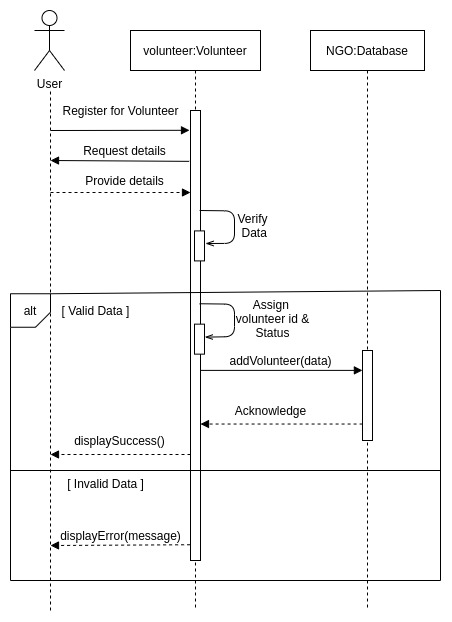 volunteer:Volunteer
NGO:Database
User
Register for Volunteer
Request details
Provide details
Verify
Data
alt
[ Valid Data ]
Assign
volunteer id &
Status
addVolunteer(data)
Acknowledge
displaySuccess()
[ Invalid Data ]
displayError(message)